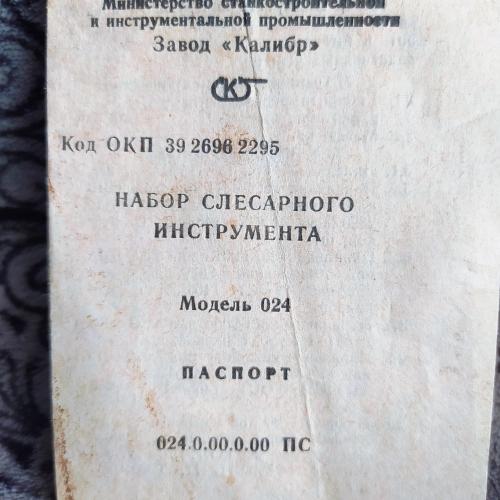 Министерство станкостроительной
и инструментальной промышленности
Завод «Калибр»
Код ОКП 39 2696 2295
НАБОР СЛЕСАРНОГО
ИНСТРУМЕНТА
Модель 024
ПАСПОРТ
024.0.00.0.00 ПС